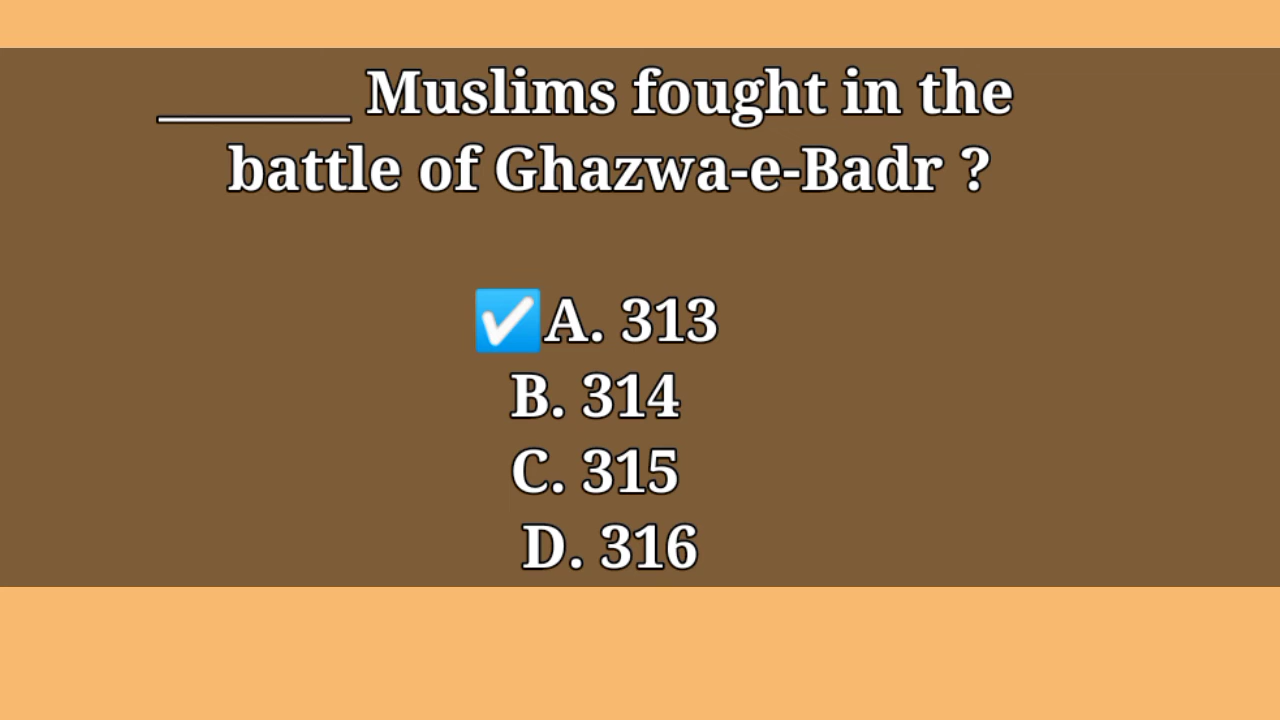 _______ Muslims fought in the
battle of Ghazwa-e-Badr ?
✅A. 313
B. 314
C. 315
D. 316